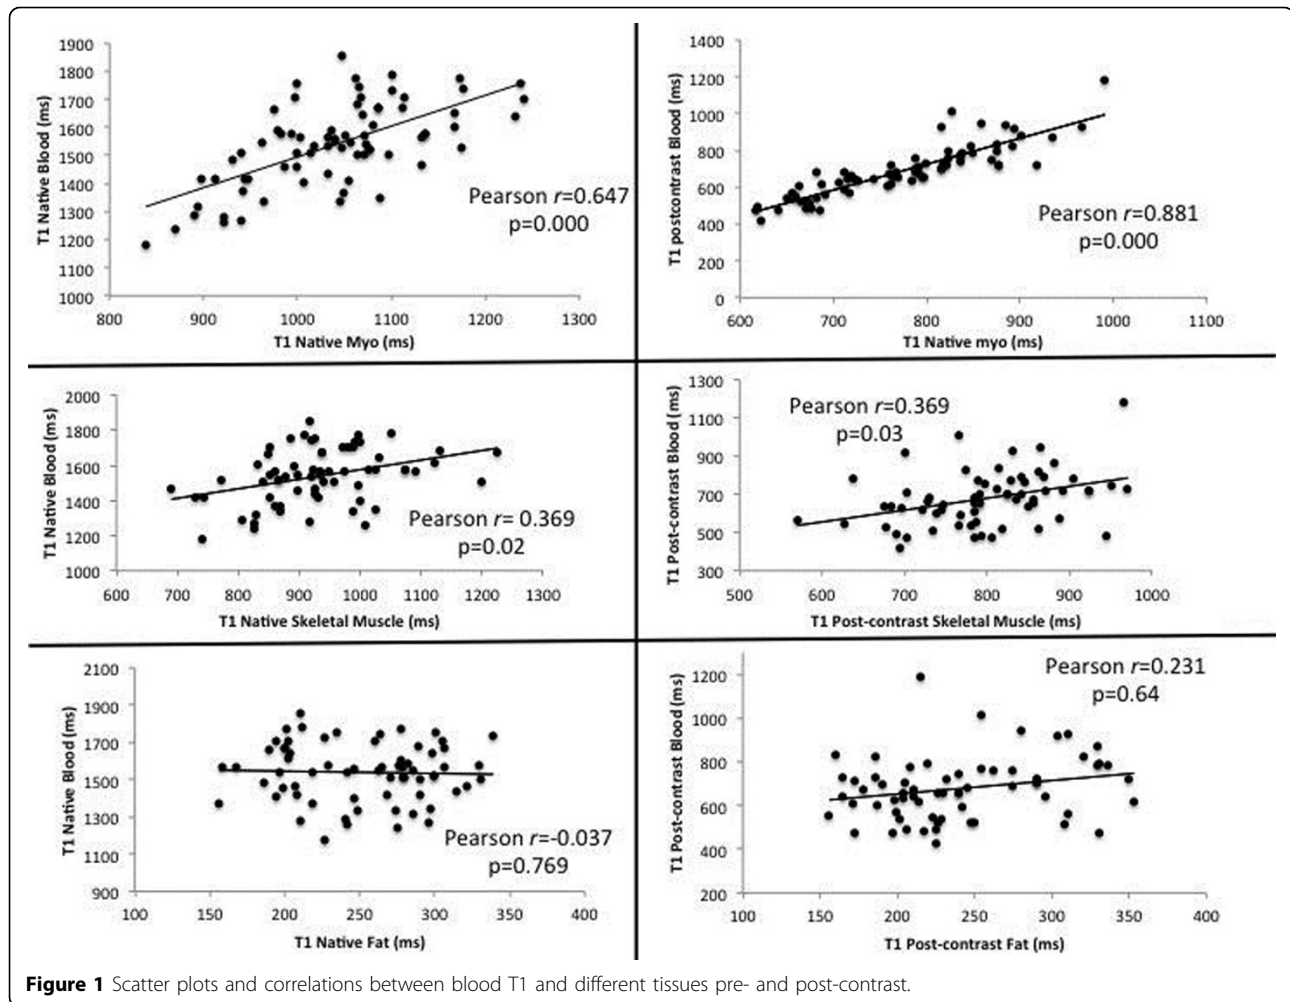 1900
1800
1700
1600
1500
1400
1300
1200
1100
1000
T1 Native Blood (ms)
800 900 1000 1100 1200 1300
T1 Native Myo (ms)
Pearson r=0.647
p=0.000
1400
1200
1000
800
600
400
200
0
T1 postcontrast Blood (ms)
600 700 800 900 1000 1100
T1 Native myo (ms)
Pearson r=0.881
p=0.000
2000
1800
1600
1400
1200
1000
T1 Native Blood (ms)
600 700 800 900 1000 1100 1200 1300
T1 Native Skeletal Muscle (ms)
Pearson r= 0.369
p=0.02
1300
1100
900
700
500
300
T1 Post-contrast Blood (ms)
500 600 700 800 900 1000
T1 Post-contrast Skeletal Muscle (ms)
Pearson r=0.369
p=0.03
2100
1900
1700
1500
1300
1100
900
T1 Native Blood (ms)
100 150 200 250 300 350 400
T1 Native Fat (ms)
Pearson r=-0.037
p=0.769
1200
1000
800
600
400
200
T1 Post-contrast Blood (ms)
100 150 200 250 300 350 400
T1 Post-contrast Fat (ms)
Pearson r=0.231
p=0.64
Figure 1 Scatter plots and correlations between blood T1 and different tissues pre- and post-contrast.